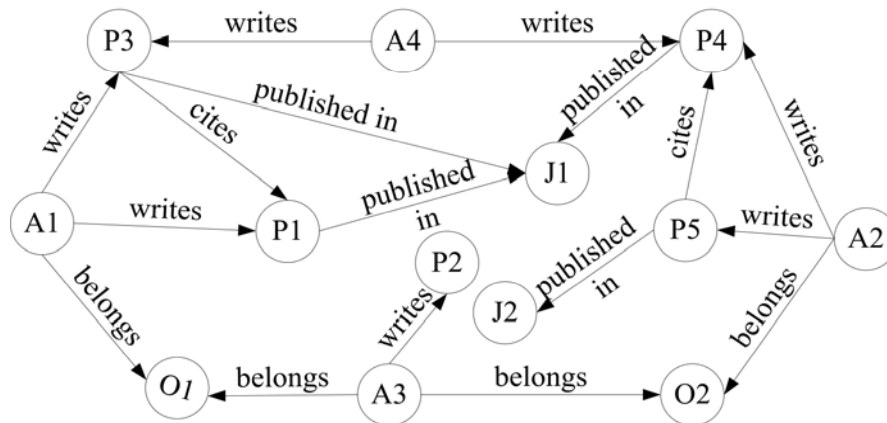 P3
writes
A4
writes
P4
writes
cites
published in
published
in
writes
cites
J1
A1
writes
P1
published
in
P2
P5
writes
A2
belongs
writes
J2
published
in
belongs
O1
belongs
A3
belongs
O2